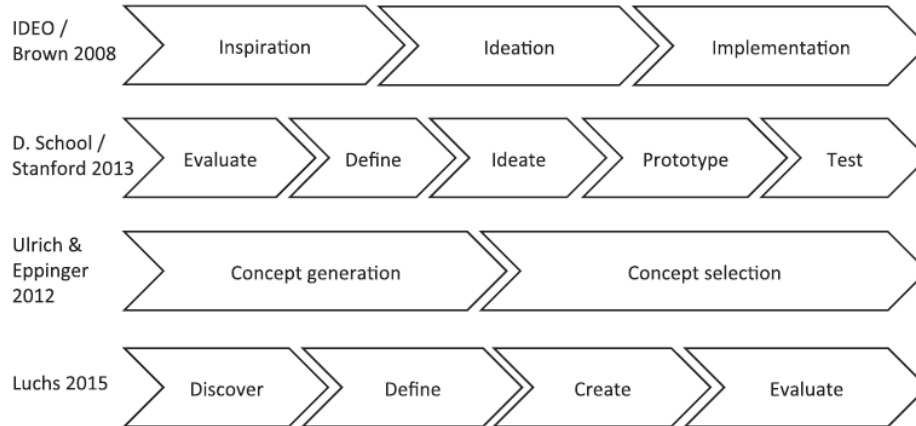 IDEO /
Brown 2008
Inspiration
Ideation
Implementation
D. School /
Stanford 2013
Evaluate
Define
Ideate
Prototype
Test
Ulrich &
Eppinger
2012
Concept generation
Concept selection
Luchs 2015
Discover
Define
Create
Evaluate